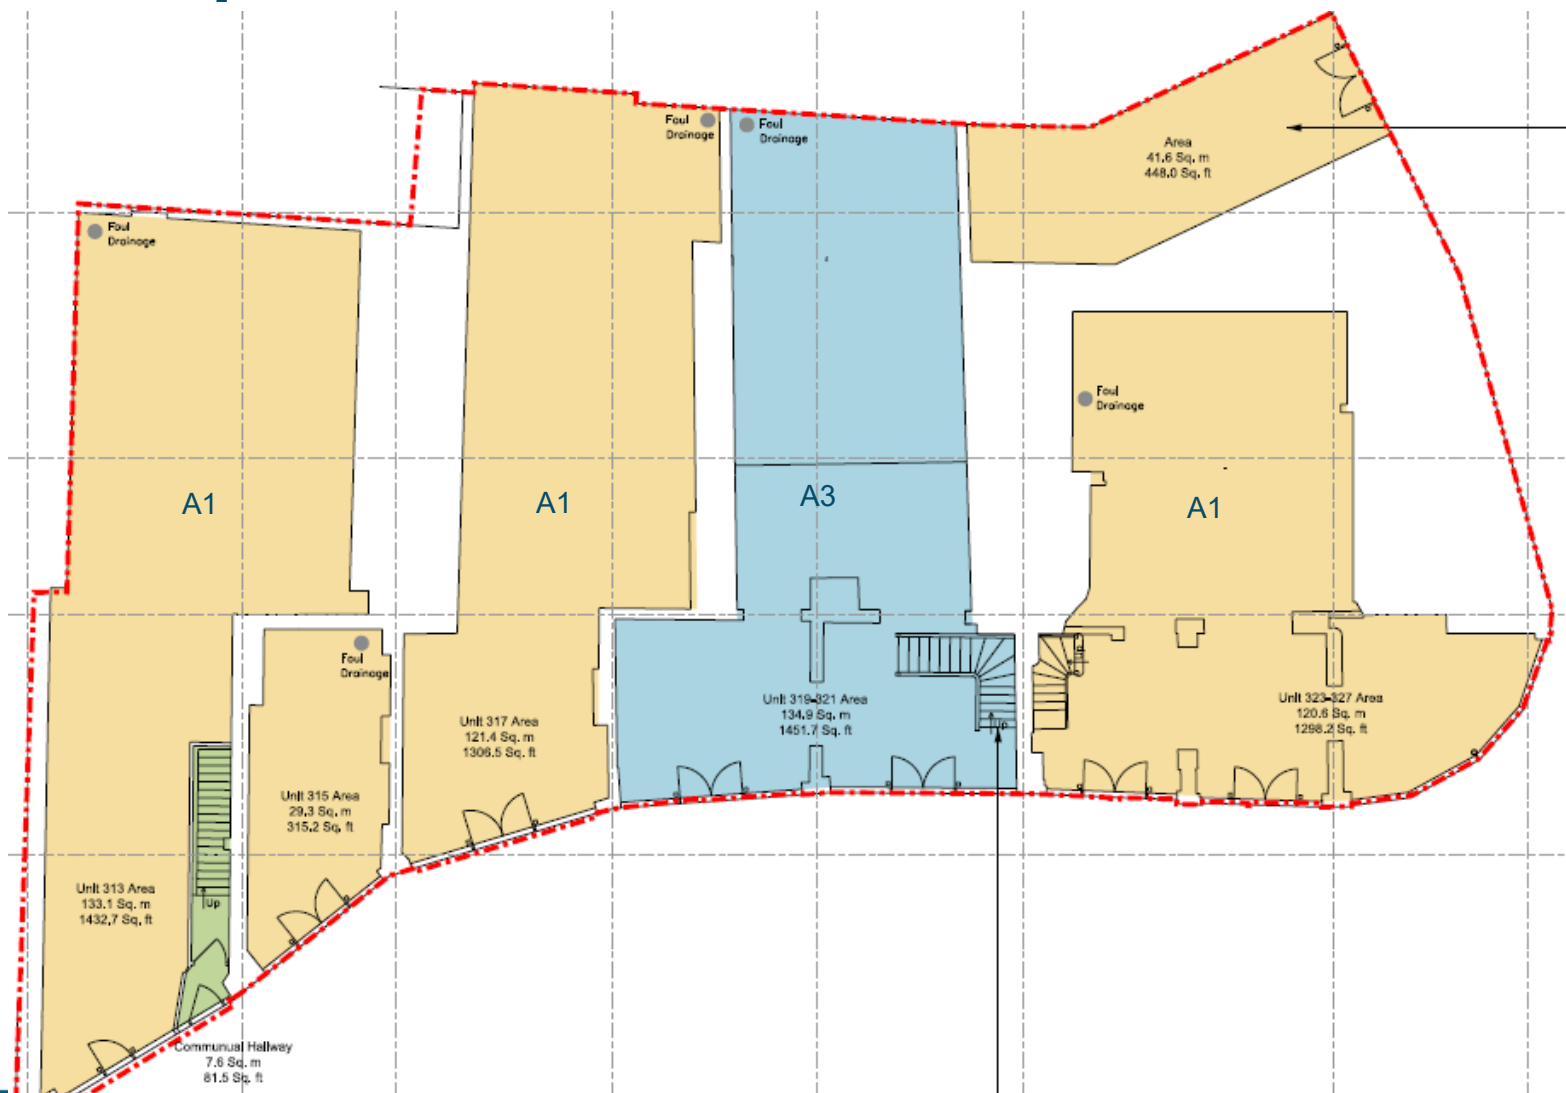 Foul
Drainage
Foul
Drainage
Area
41.6 Sq. m
448.0 Sq. ft
Foul
Drainage
Foul
Drainage
A1
A1
A3
A1
Foul
Drainage
Unit 317 Area
121.4 Sq. m
1306.5 Sq. ft
Unit 319-321 Area
134.9 Sq. m
1451.7 Sq. ft
Up
Unit 323-327 Area
120.6 Sq. m
1298.2 Sq. ft
Unit 315 Area
29.3 Sq. m
315.2 Sq. ft
Unit 313 Area
133.1 Sq. m
1432.7 Sq. ft
Up
Communual Hallway
7.6 Sq. m
81.5 Sq. ft